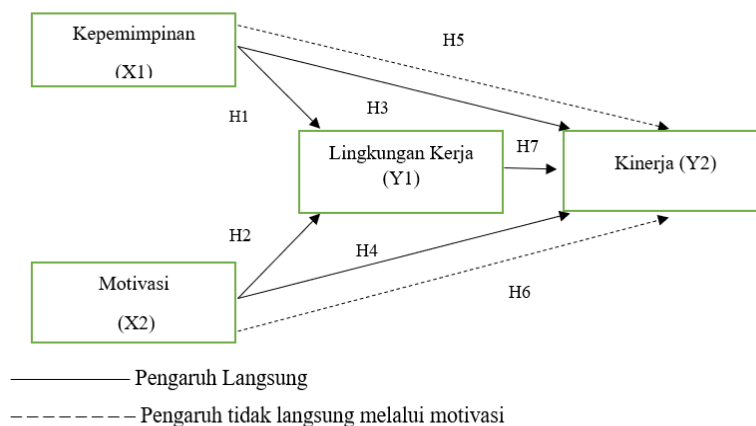 Kepemimpinan
(X1)
H5
H1
H3
Lingkungan Kerja
(Y1)
H7
Kinerja (Y2)
H2
H4
Motivasi
(X2)
H6
Pengaruh Langsung
Pengaruh tidak langsung melalui motivasi